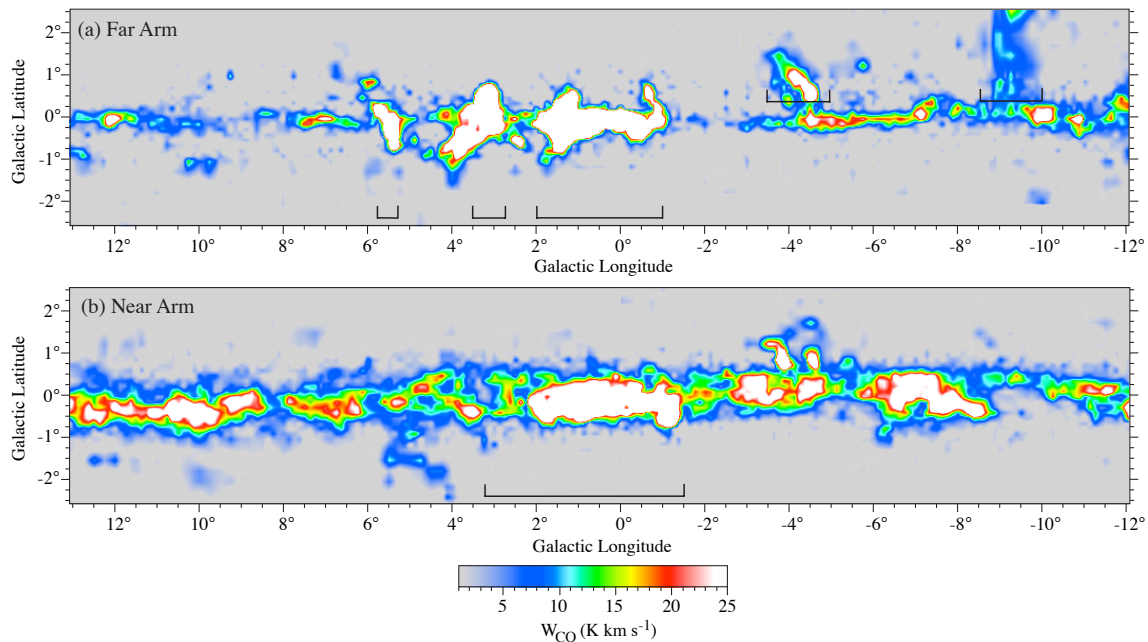 (a) Far Arm
2°
1°
0°
-1°
-2°
Galactic Latitude
12° 10° 8° 6° 4° 2° 0° -2° -4° -6° -8° -10° -12°
Galactic Longitude
(b) Near Arm
2°
1°
0°
-1°
-2°
Galactic Latitude
12° 10° 8° 6° 4° 2° 0° -2° -4° -6° -8° -10° -12°
Galactic Longitude
5 10 15 20 25
W_CO (K km s⁻¹)